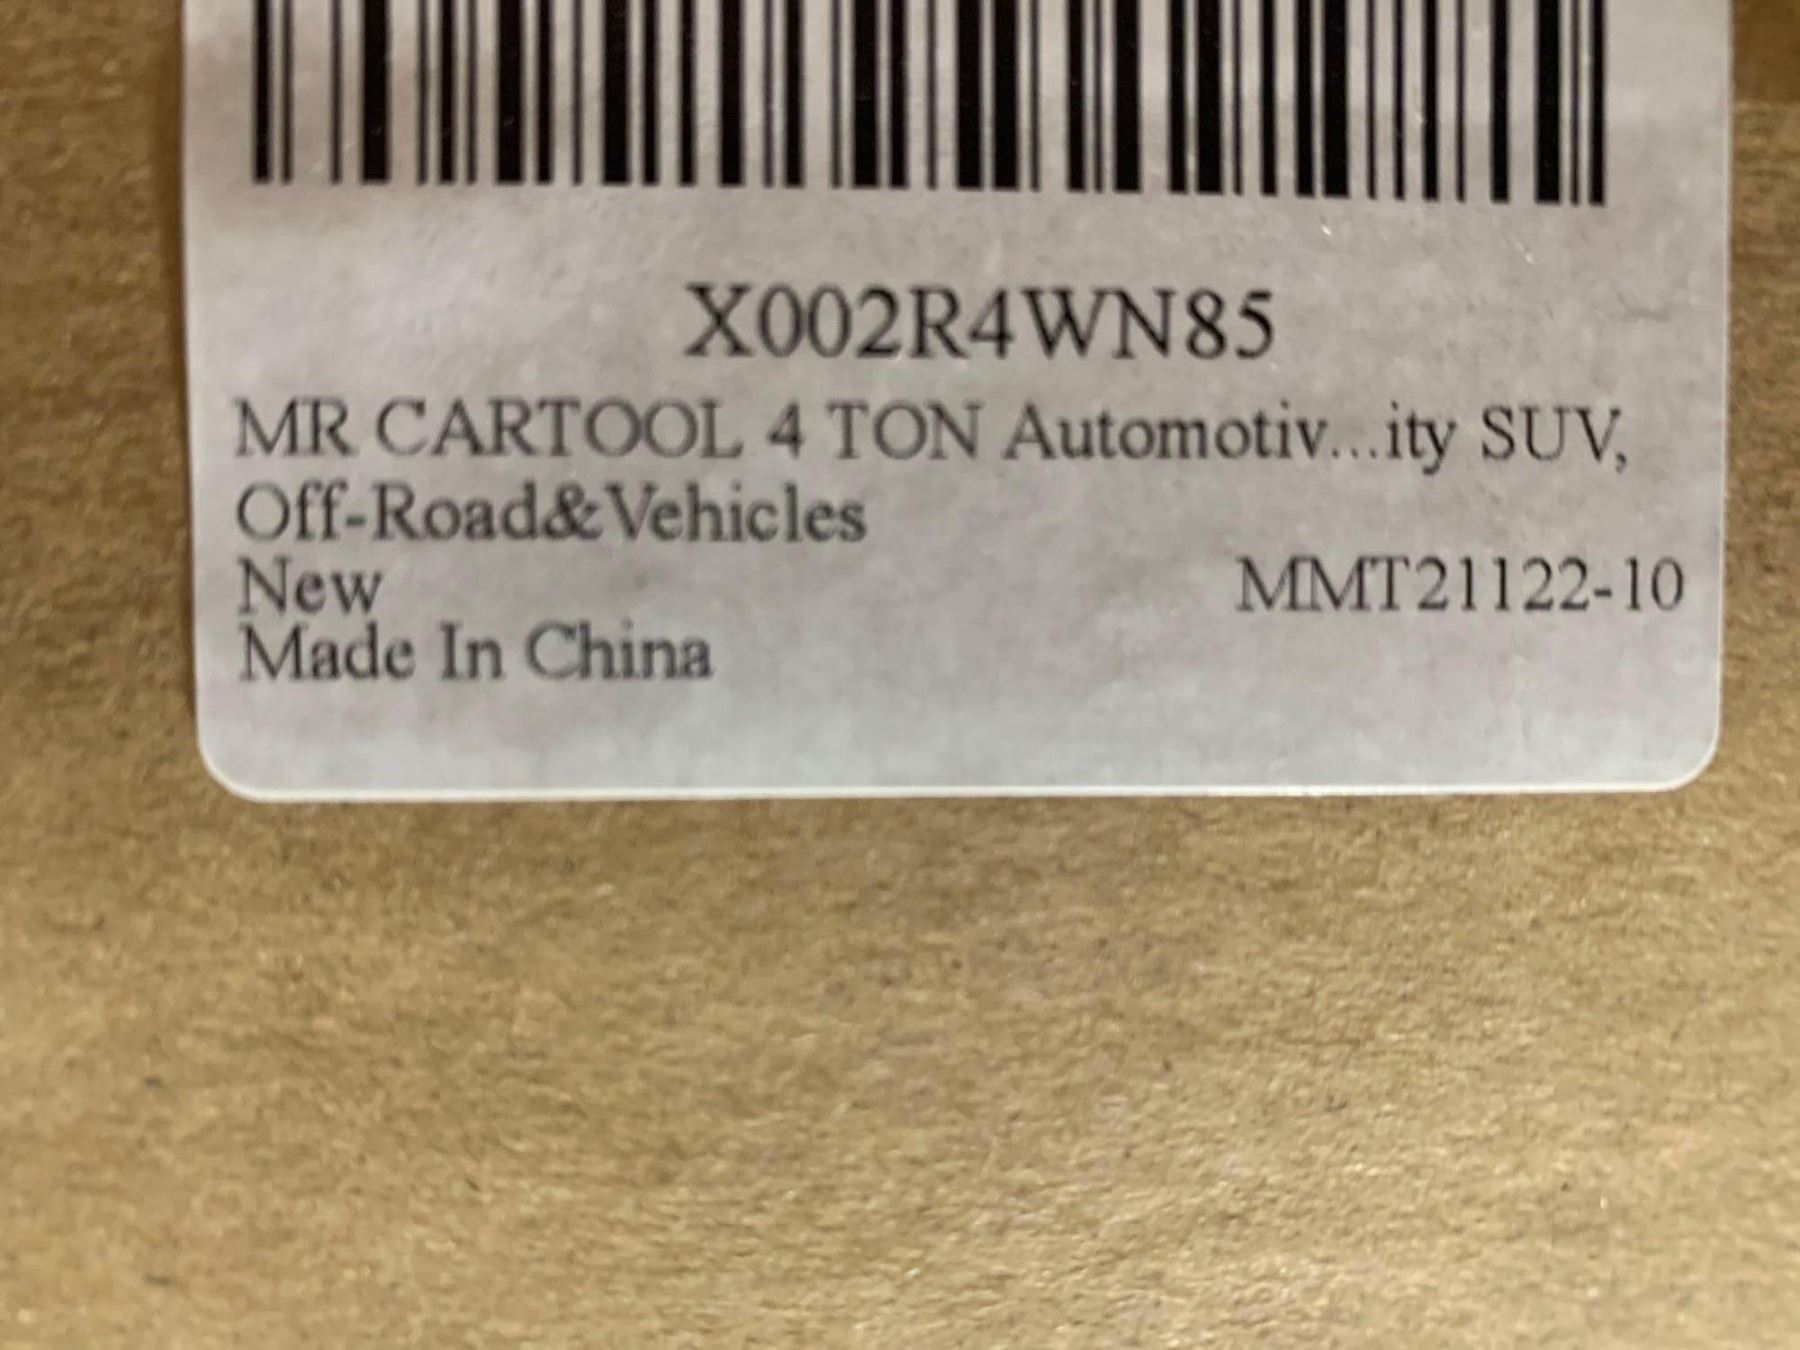 X002R4WN85
MR CARTOOL 4 TON Automotiv...ity SUV,
Off-Road&Vehicles
New MMT21122-10
Made In China